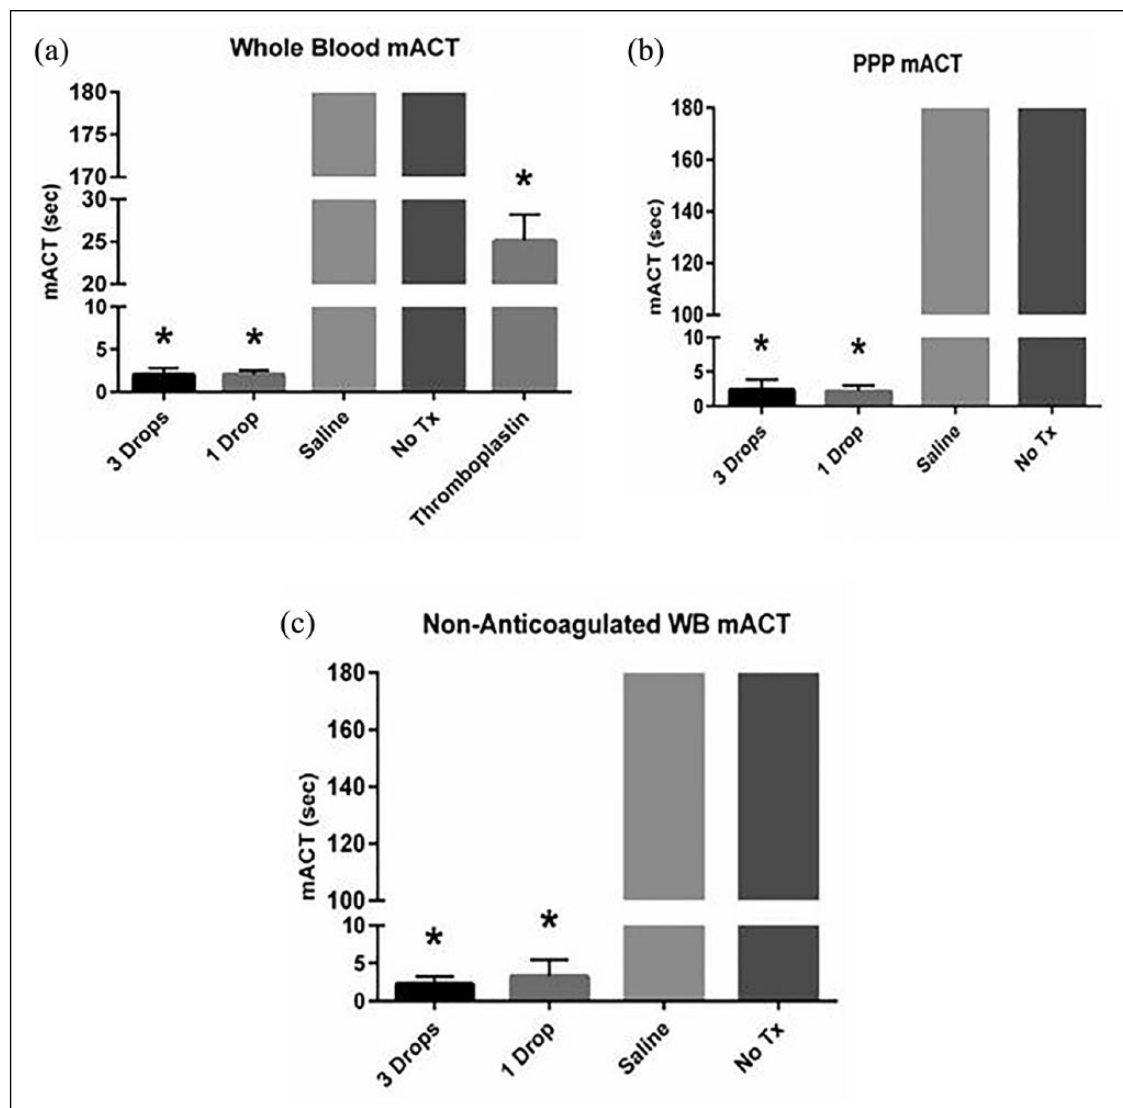 (a)
Whole Blood mACT
mACT (sec)
180
175
170
30
25
20
10
5
0
*
*
*
3 Drops
1 Drop
Saline
No Tx
Thromboplastin
(b)
PPP mACT
mACT (sec)
180
160
140
120
100
10
5
0
*
*
3 Drops
1 Drop
Saline
No Tx
(c)
Non-Anticoagulated WB mACT
mACT (sec)
180
160
140
120
100
10
5
0
*
*
3 Drops
1 Drop
Saline
No Tx